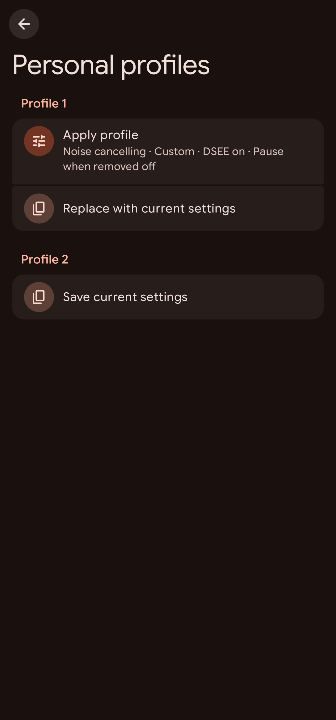 Personal profiles
Profile 1
Apply profile
Noise cancelling · Custom · DSEE on · Pause
when removed off
Replace with current settings
Profile 2
Save current settings